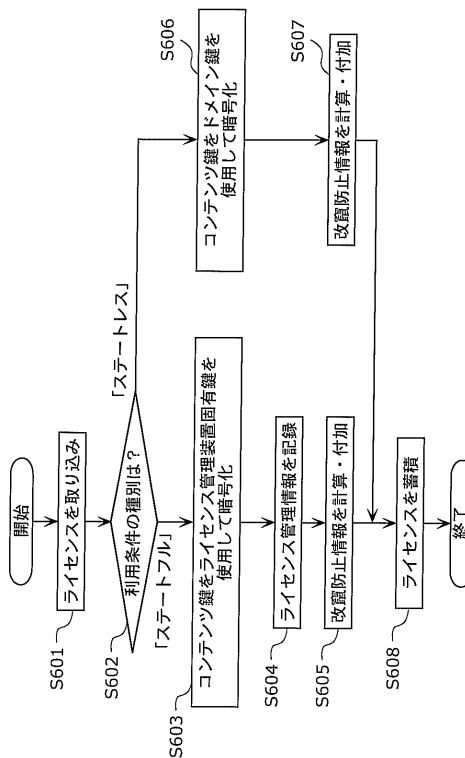 開始
S601
ライセンスを取り込み
S602
利用条件の種別は？
「ステートレス」
「ステートフル」
S603
コンテンツ鍵をライセンス管理装置固有鍵を
使用して暗号化
S606
コンテンツ鍵をドメイン鍵を
使用して暗号化
S604
ライセンス管理情報を記録
S605
改竄防止情報を計算・付加
S607
改竄防止情報を計算・付加
S608
ライセンスを蓄積
終了